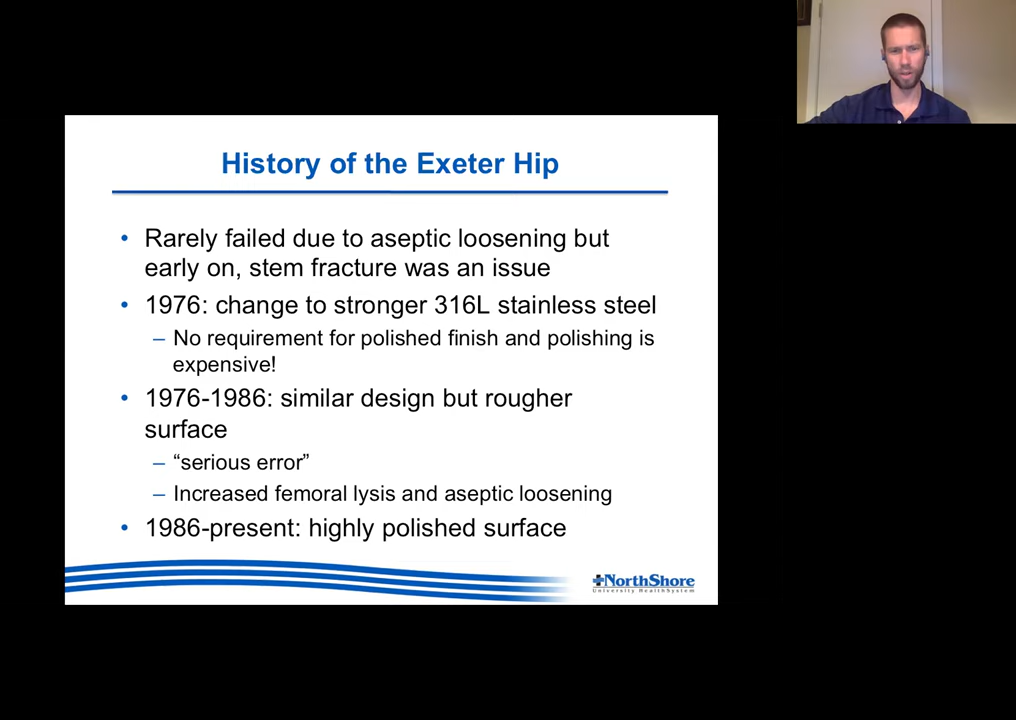 History of the Exeter Hip
• Rarely failed due to aseptic loosening but
early on, stem fracture was an issue
• 1976: change to stronger 316L stainless steel
– No requirement for polished finish and polishing is
expensive!
• 1976-1986: similar design but rougher
surface
– “serious error”
– Increased femoral lysis and aseptic loosening
• 1986-present: highly polished surface
NorthShore
University HealthSystem